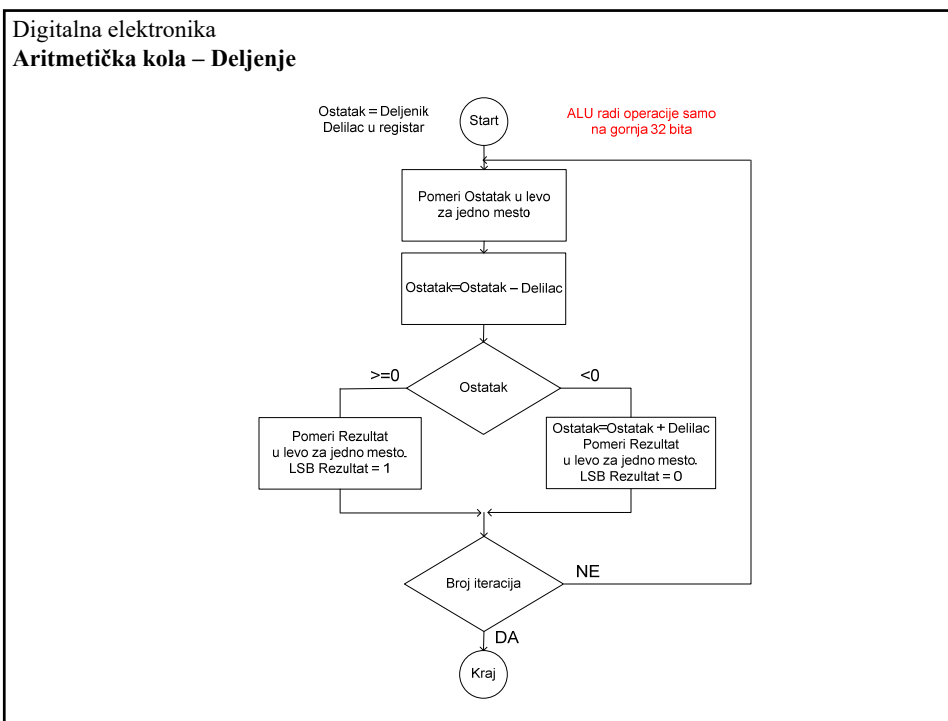 Digitalna elektronika
Aritmetička kola – Deljenje
Ostatak = Deljenik
Delilac u registar
Start
ALU radi operacije samo
na gornja 32 bita
Pomeri Ostatak u levo
za jedno mesto
Ostatak=Ostatak – Delilac
>=0
Ostatak
<0
Pomeri Rezultat
u levo za jedno mesto.
LSB Rezultat = 1
Ostatak=Ostatak + Delilac
Pomeri Rezultat
u levo za jedno mesto.
LSB Rezultat = 0
Broj iteracija
NE
DA
Kraj